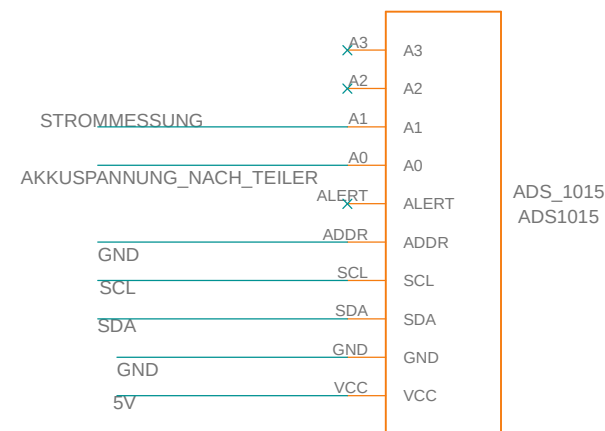 A3 A3
A2 A2
STROMMESSUNG A1 A1
A0 A0
AKKUSPANNUNG_NACH_TEILER
ALERT ALERT
ADS_1015
ADS1015
ADDR ADDR
GND
SCL SCL
SCL
SDA SDA
SDA
GND GND
GND
VCC VCC
5V